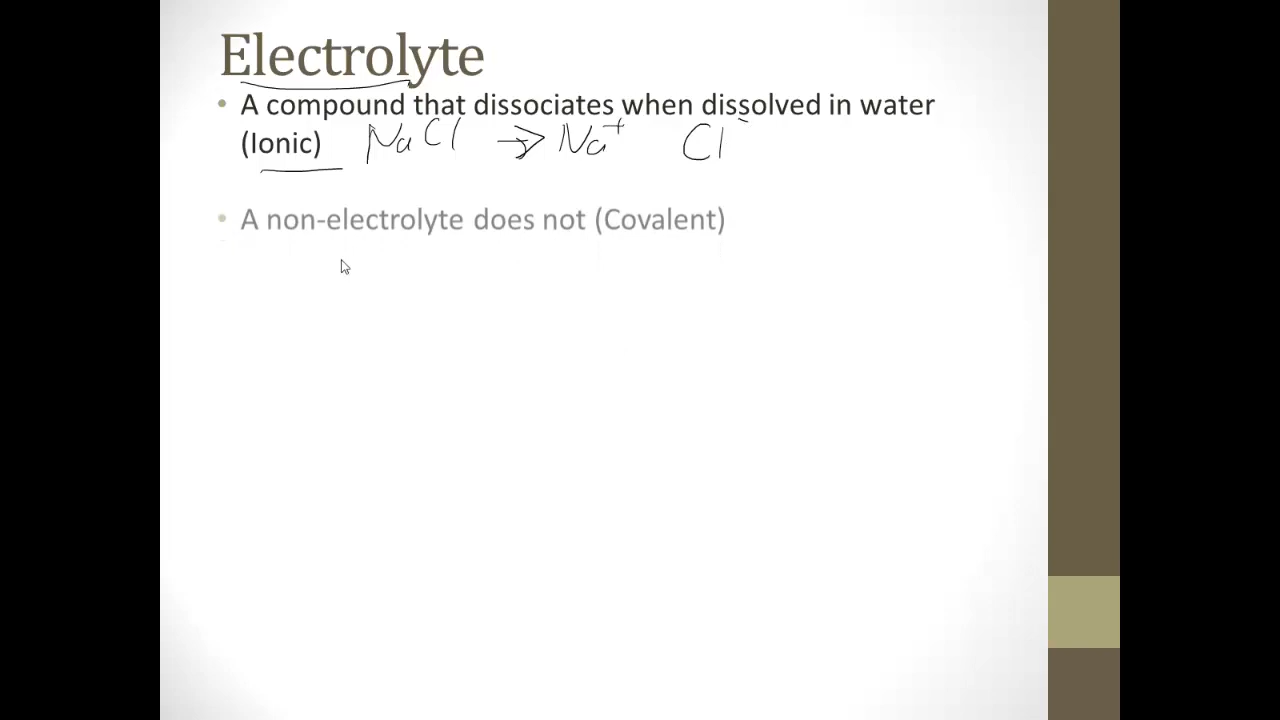 Electrolyte
• A compound that dissociates when dissolved in water
(Ionic) NaCl → Na⁺ Cl⁻
• A non-electrolyte does not (Covalent)